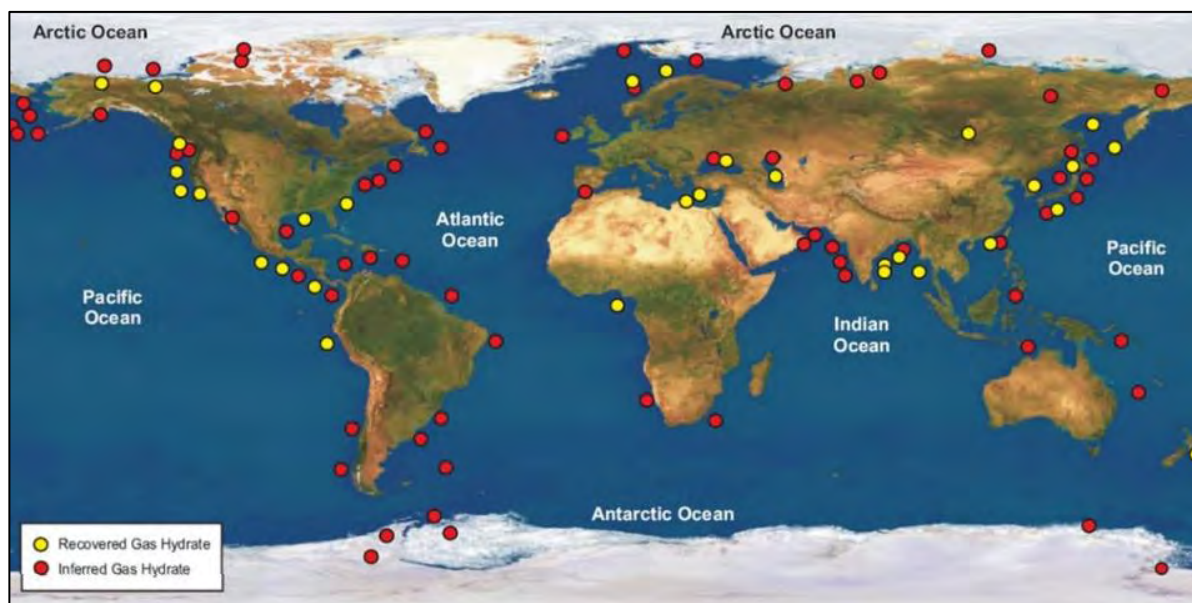 Arctic Ocean
Arctic Ocean
Atlantic
Ocean
Pacific
Ocean
Pacific
Ocean
Indian
Ocean
Antarctic Ocean
Recovered Gas Hydrate
Inferred Gas Hydrate